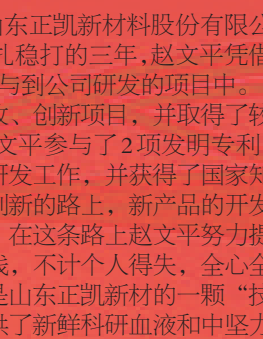 山东正凯新材料股份有限公
扎稳打的三年,赵文平凭借
与到公司研发的项目中。
攻、创新项目，并取得了较
文平参与了2项发明专利
研发工作，并获得了国家知
创新的路上，新产品的开发
在这条路上赵文平努力提
践，不计个人得失，全心全
是山东正凯新材的一颗“技
供了新鲜科研血液和中坚力